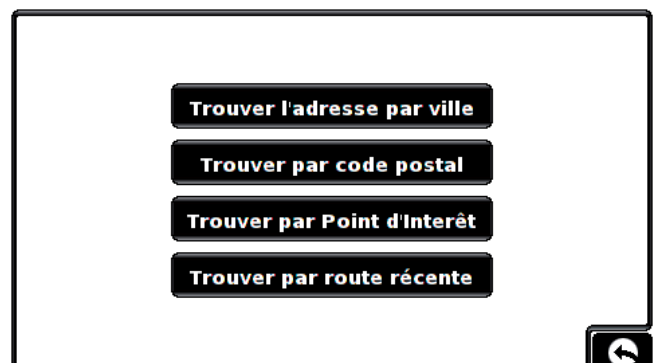 Trouver l'adresse par ville
Trouver par code postal
Trouver par Point d'Interêt
Trouver par route récente